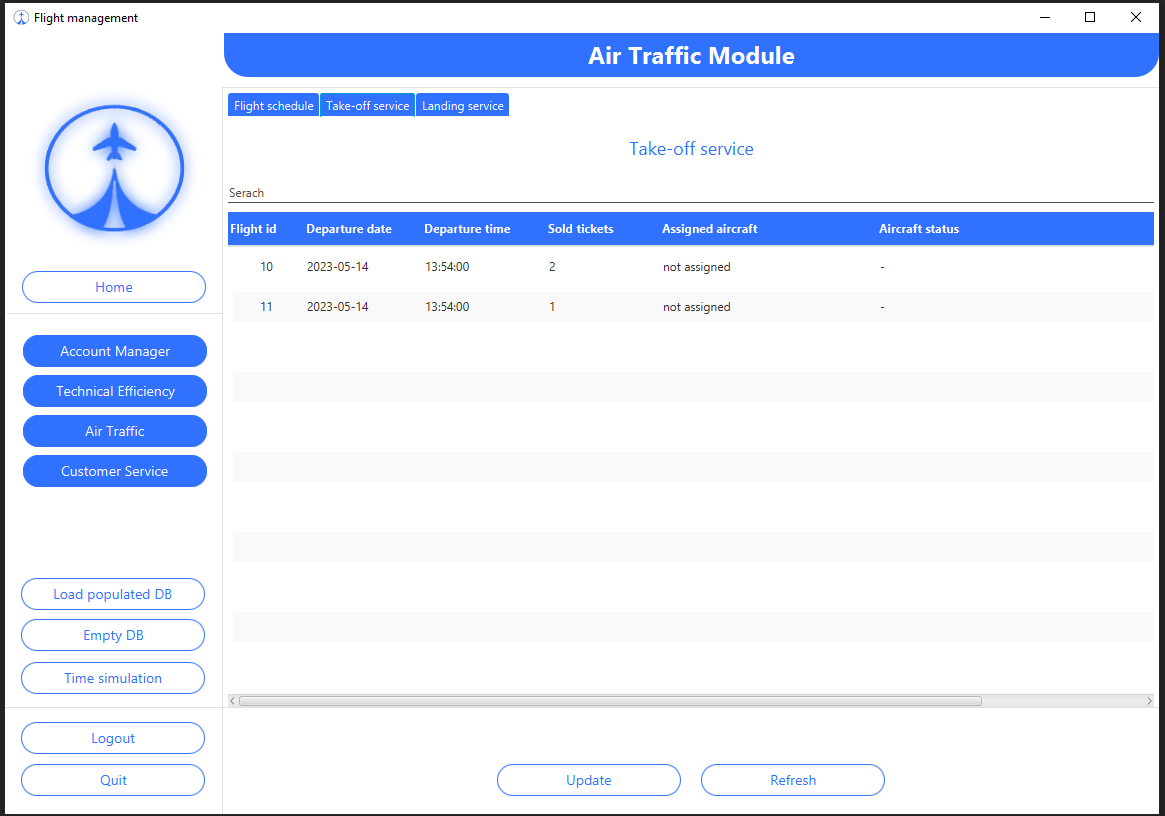 Flight management
Air Traffic Module
Flight schedule Take-off service Landing service
Take-off service
Serach
Flight id Departure date Departure time Sold tickets Assigned aircraft Aircraft status
10 2023-05-14 13:54:00 2 not assigned -
11 2023-05-14 13:54:00 1 not assigned -
Home
Account Manager
Technical Efficiency
Air Traffic
Customer Service
Load populated DB
Empty DB
Time simulation
Logout
Quit
Update Refresh